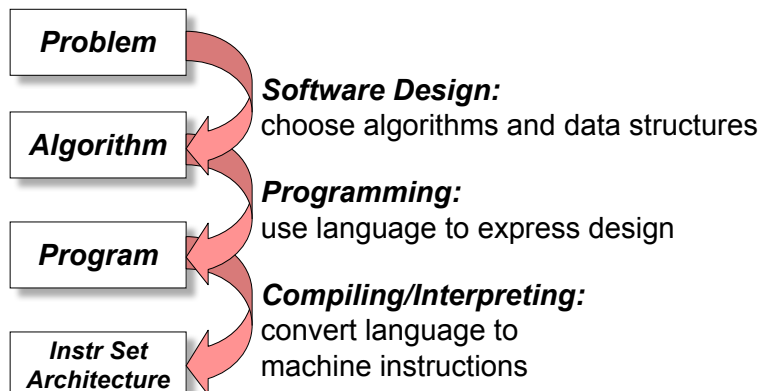 Problem
Software Design:
choose algorithms and data structures
Algorithm
Programming:
use language to express design
Program
Compiling/Interpreting:
convert language to
machine instructions
Instr Set
Architecture